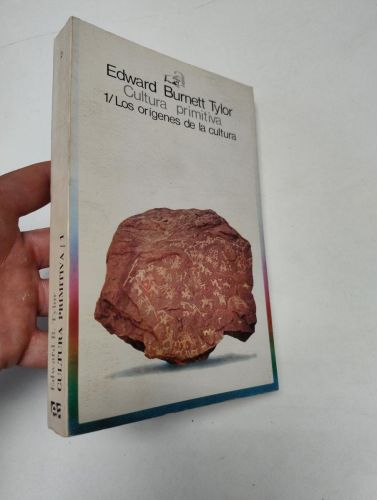 Edward Burnett Tylor
Cultura primitiva
1/Los orígenes de la cultura
Edward B. Tylor
CULTURA PRIMITIVA / 1